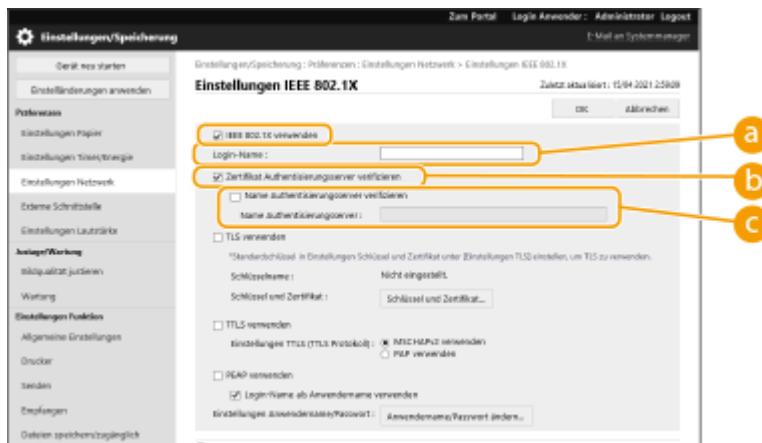 Zum Portal Login Anwender: Administrator Logout
Einstellungen/Speicherung
E-Mail an Systemmanager
Gerät neu starten
Einstelländerungen anwenden
Präferenzen
Einstellungen Papier
Einstellungen Timer/Energie
Einstellungen Netzwerk
Externe Schnittstelle
Einstellungen Lautstärke
Justage/Wartung
Bildqualität justieren
Wartung
Einstellungen Funktion
Allgemeine Einstellungen
Drucker
Senden
Empfangen
Dateien speichern/zugänglich
Einstellungen/Speicherung : Präferenzen : Einstellungen Netzwerk > Einstellungen IEEE 802.1X
Einstellungen IEEE 802.1X
Zuletzt aktualisiert : 15/04 2021 2:59:09
OK Abbrechen
IEEE 802.1X verwenden
Login-Name :
Zertifikat Authentisierungsserver verifizieren
Name Authentisierungsserver verifizieren
Name Authentisierungsserver :
a
b
c
TLS verwenden
*Standardschlüssel in Einstellungen Schlüssel und Zertifikat unter [Einstellungen TLS] einstellen, um TLS zu verwenden.
Schlüsselname : Nicht eingestellt.
Schlüssel und Zertifikat : Schlüssel und Zertifikat...
TTLS verwenden
Einstellungen TTLS (TTLS Protokoll) : MSCHAPv2 verwenden
PAP verwenden
PEAP verwenden
Login-Name als Anwendername verwenden
Einstellungen Anwendername/Passwort : Anwendername/Passwort ändern...